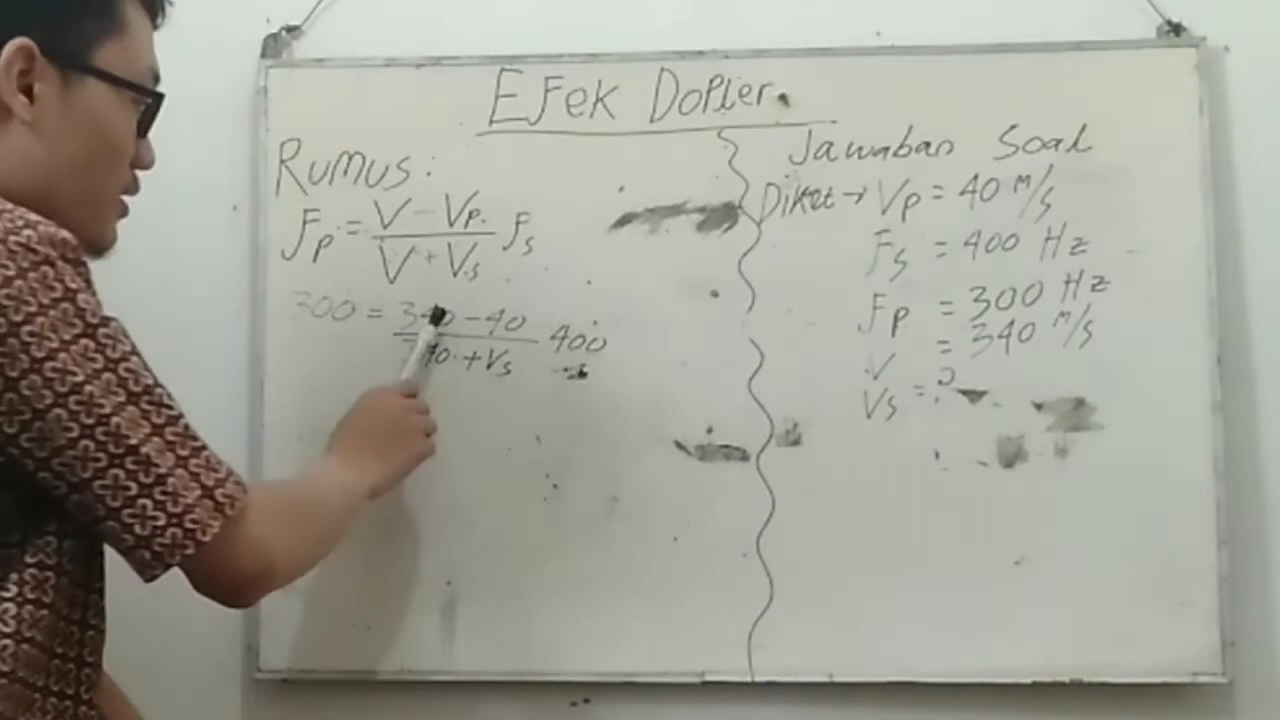 EFek DoPler.
Rumus:
Fp = V - Vp. / V + Vs Fs
300 = 340 - 40 / 340. + Vs 400
Jawaban Soal
Diket → Vp = 40 m/s
Fs = 400 Hz
Fp = 300 Hz
V = 340 m/s
Vs = ?